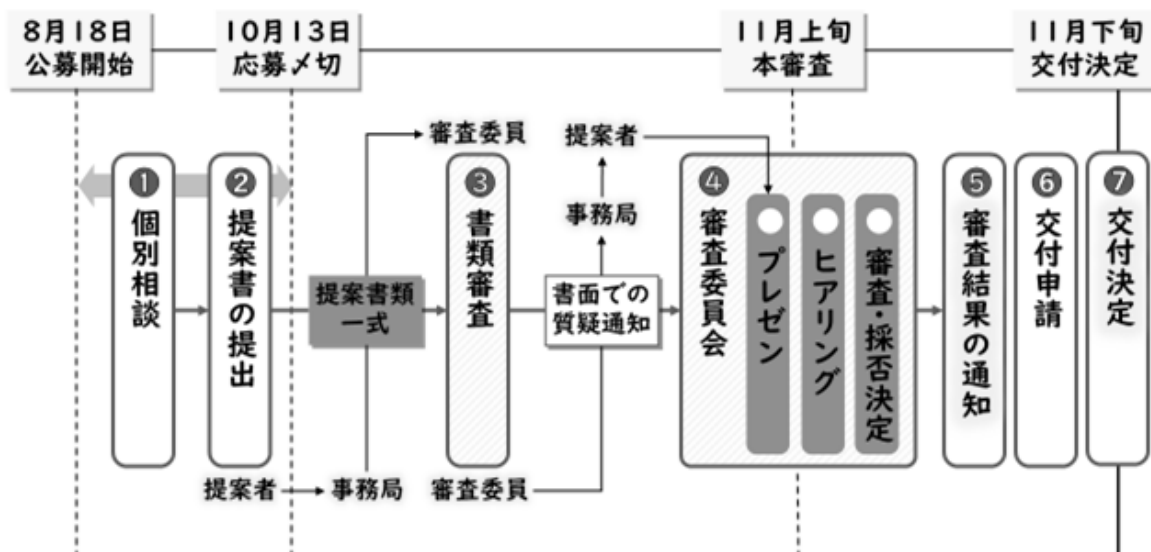 8月18日
公募開始
10月13日
応募〆切
11月上旬
本審査
11月下旬
交付決定
❶個別相談
❷提案書の提出
提案者
事務局
提案書類
一式
審査委員
❸書類審査
審査委員
書面での
質疑通知
事務局
提案者
❹審査委員会
プレゼン
ヒアリング
審査・採否決定
❺審査結果の通知
❻交付申請
❼交付決定